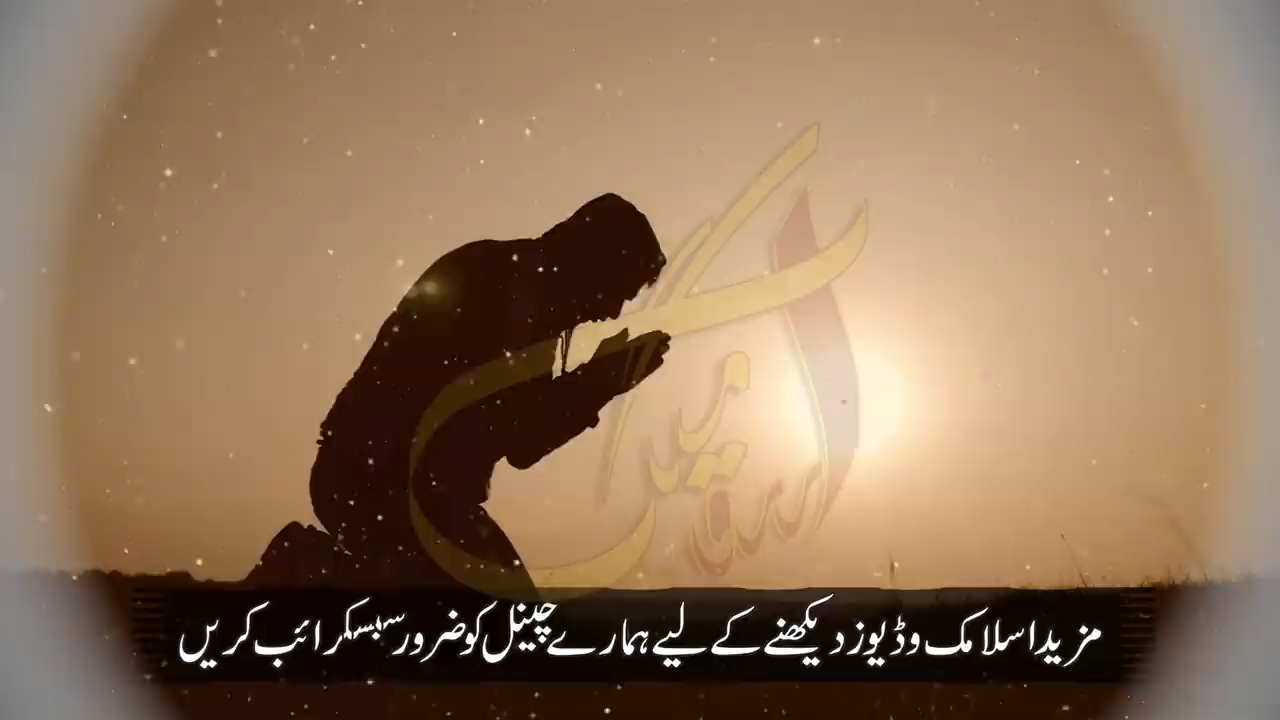 مزید اسلامک وڈیوز دیکھنے کے لیے ہمارے چینل کو ضرور سبسکرائب کریں